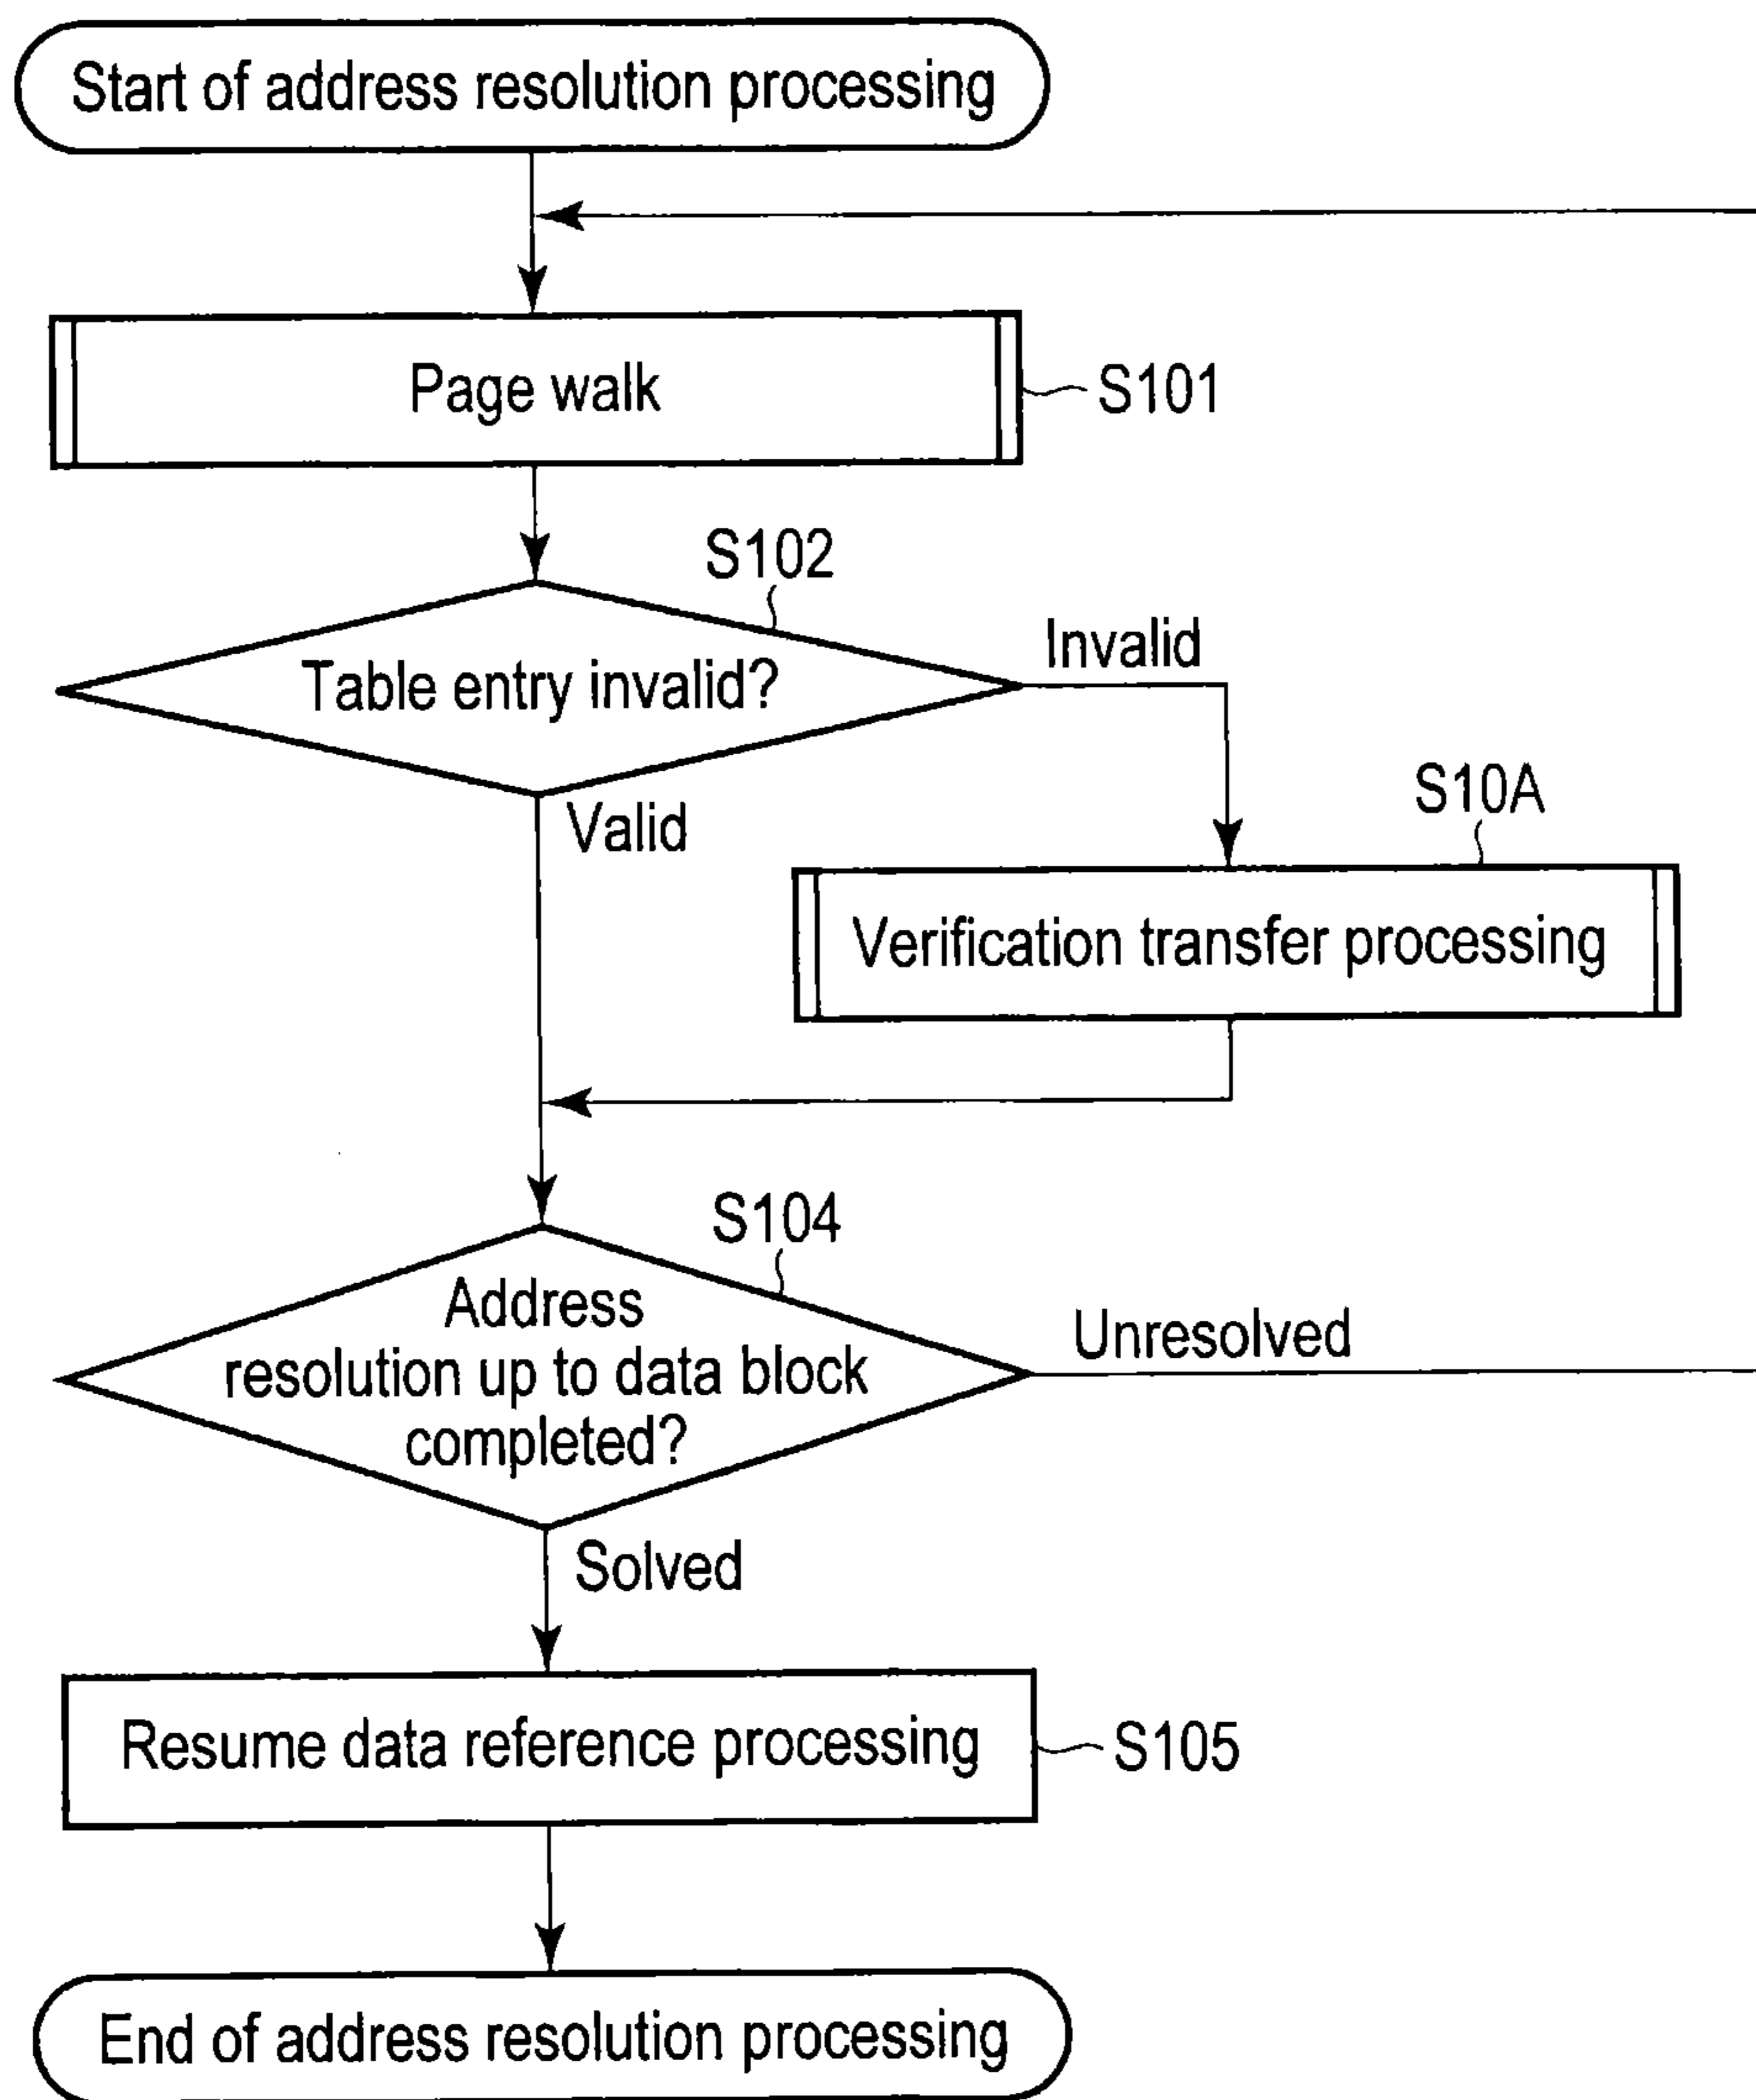 Start of address resolution processing
Page walk
S101
S102
Table entry invalid?
Invalid
Valid
S10A
Verification transfer processing
S104
Address
resolution up to data block
completed?
Unresolved
Solved
Resume data reference processing
S105
End of address resolution processing